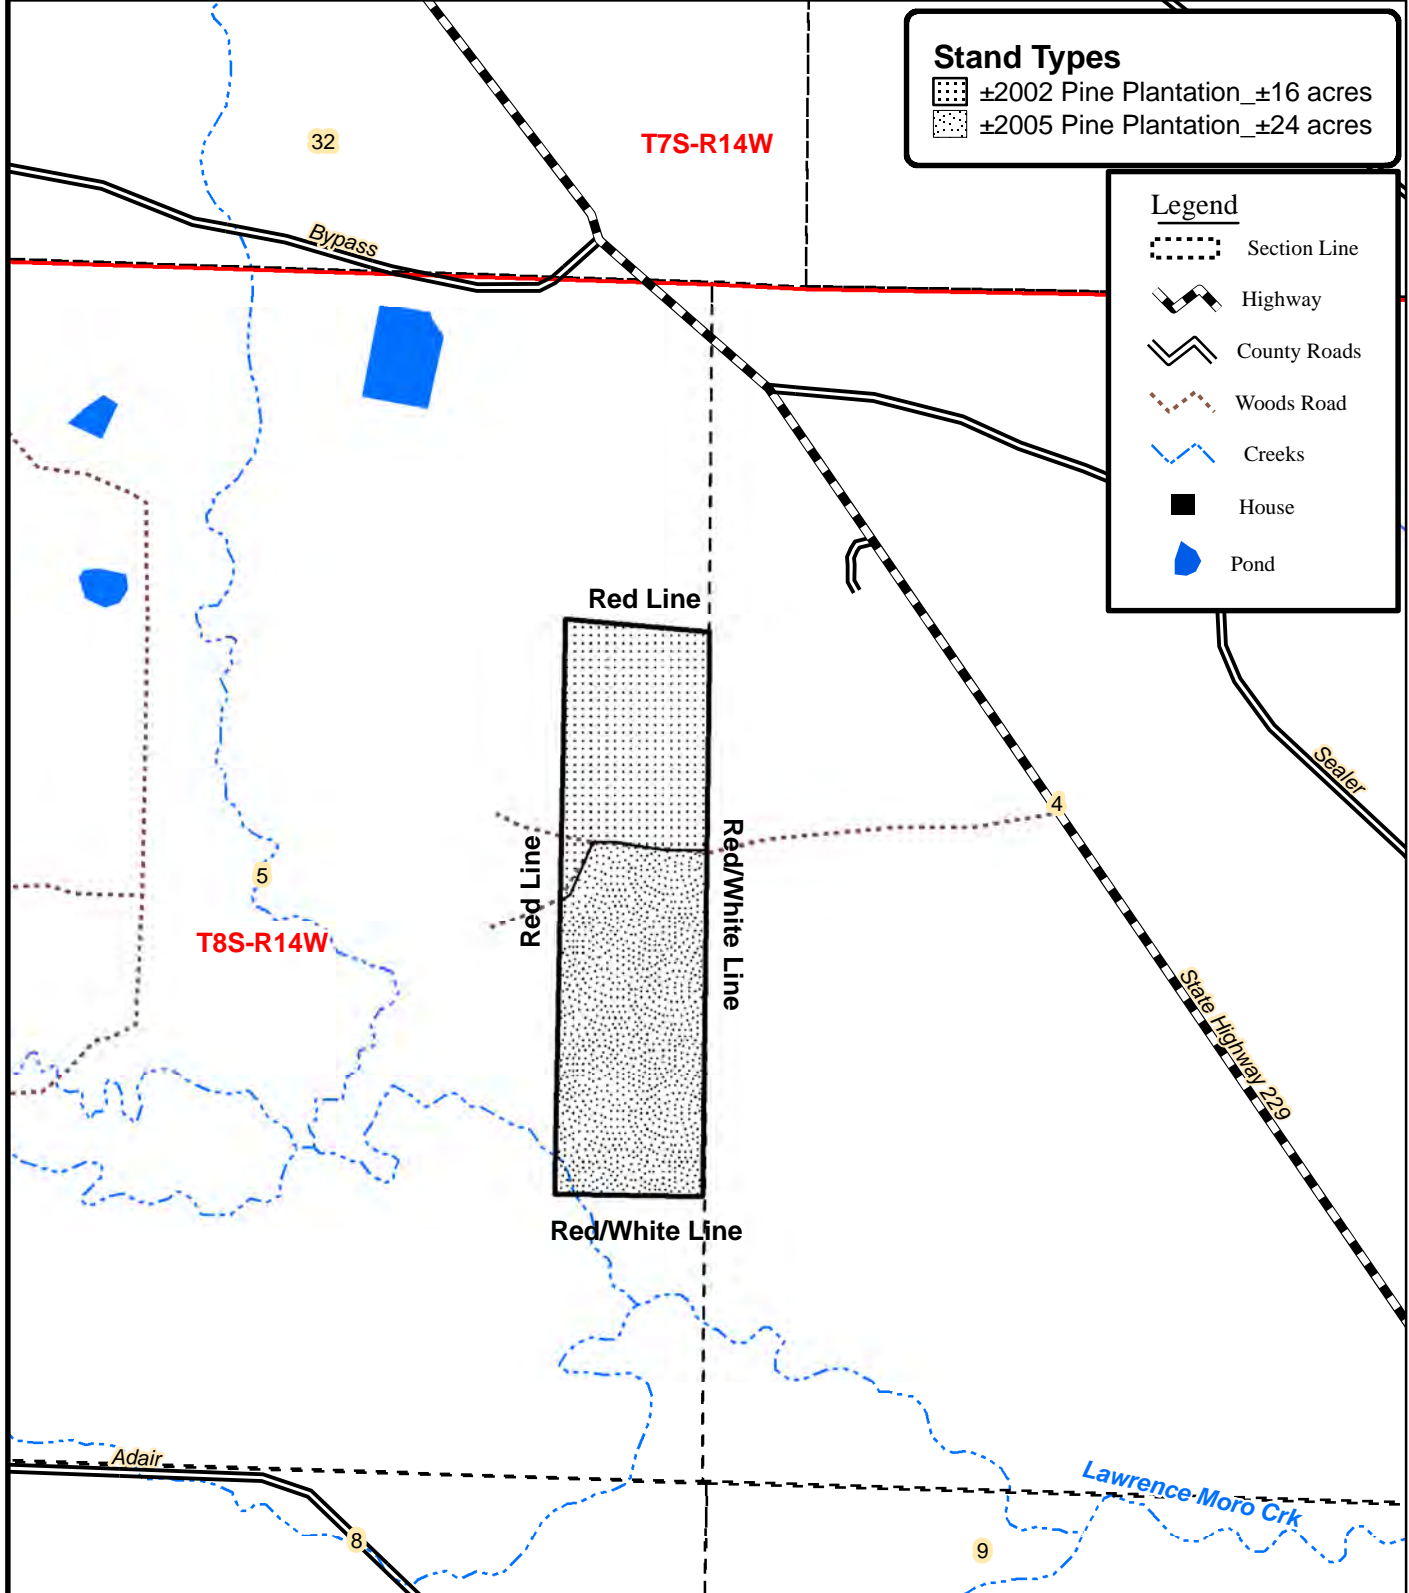 Stand Types
±2002 Pine Plantation_±16 acres
±2005 Pine Plantation_±24 acres
32
T7S-R14W
Legend
Section Line
Highway
County Roads
Woods Road
Creeks
House
Pond
Bypass
Red Line
Sealer
4
Red Line
Red/White Line
5
T8S-R14W
State Highway 229
Red/White Line
Adair
Lawrence Moro Crk
8
9